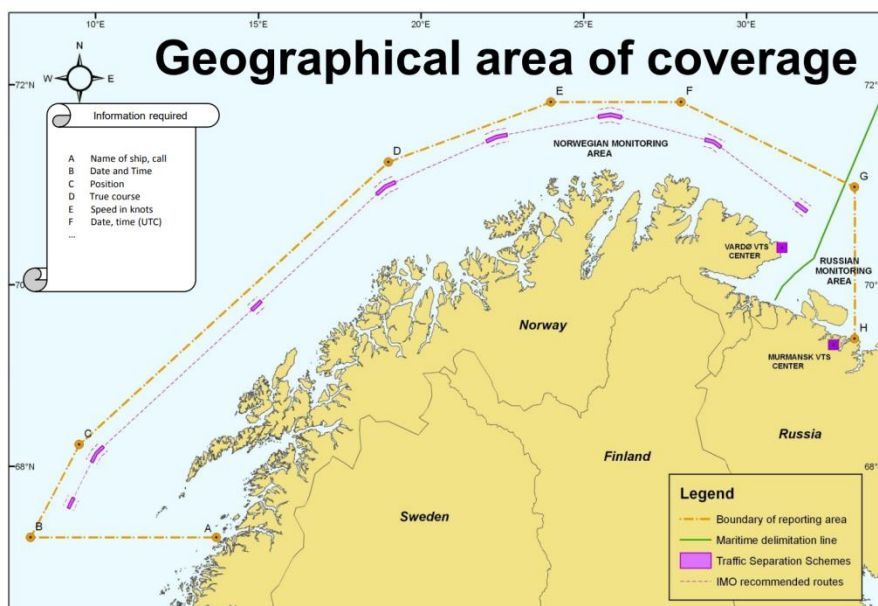 10°E
15°E
20°E
25°E
30°E
Geographical area of coverage
72°N
N
W
E
S
Information required
A Name of ship, call
B Date and Time
C Position
D True course
E Speed in knots
F Date, time (UTC)
...
E
F
D
NORWEGIAN MONITORING
AREA
G
VARDØ VTS
CENTER
RUSSIAN
MONITORING
AREA
70°N
70°N
Norway
H
MURMANSK VTS
CENTER
C
68°N
68°N
Russia
Finland
Sweden
B
A
Legend
Boundary of reporting area
Maritime delimitation line
Traffic Separation Schemes
IMO recommended routes